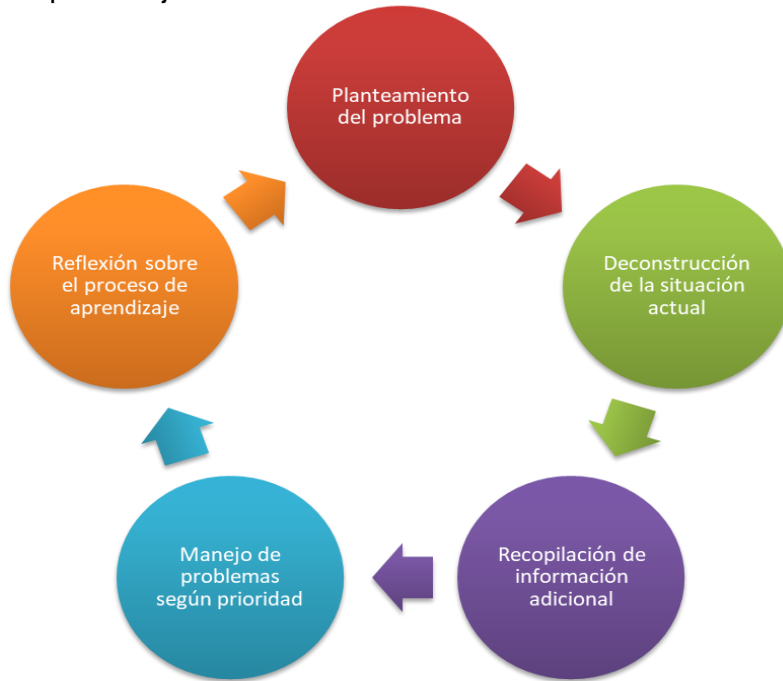 Planteamiento
del problema
Deconstrucción
de la situación
actual
Recopilación de
información
adicional
Manejo de
problemas
según prioridad
Reflexión sobre
el proceso de
aprendizaje